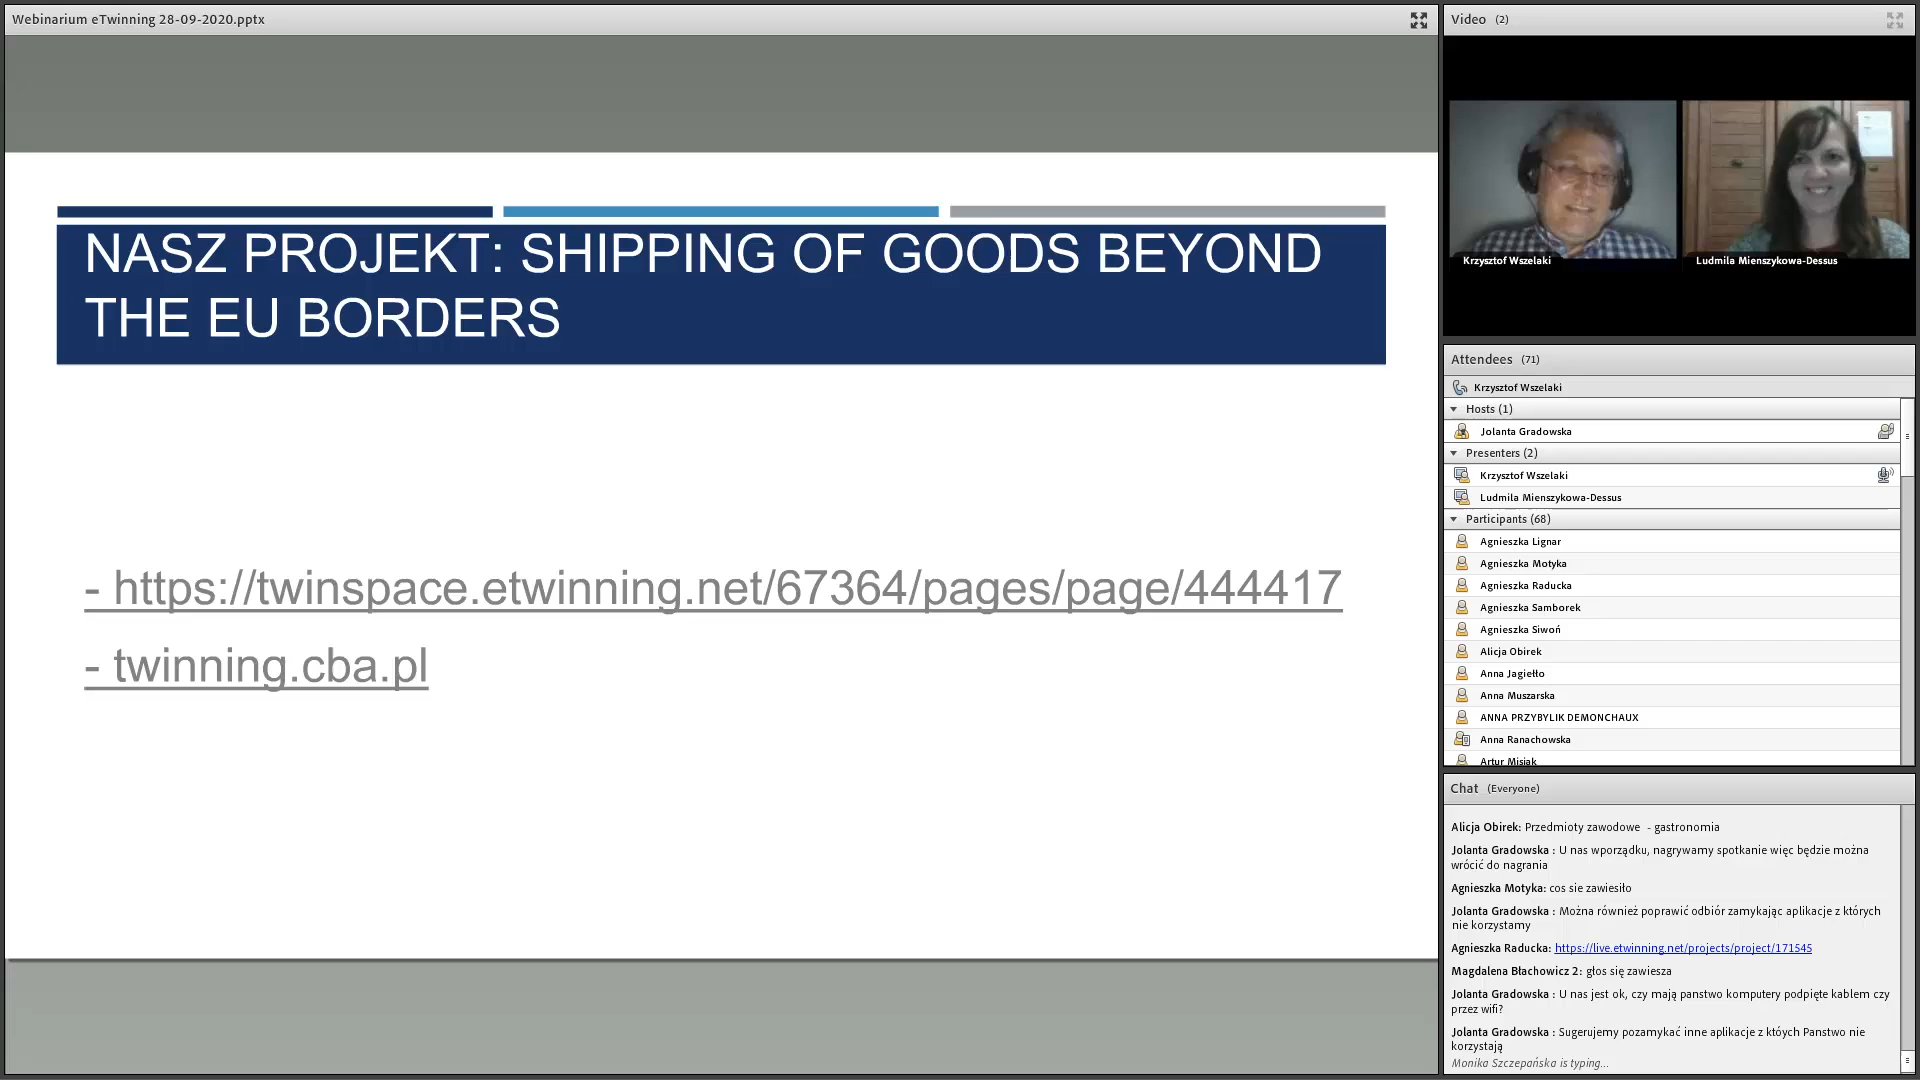 Webinarium eTwinning 28-09-2020.pptx
NASZ PROJEKT: SHIPPING OF GOODS BEYOND
THE EU BORDERS
- https://twinspace.etwinning.net/67364/pages/page/444417
- twinning.cba.pl
Video (2)
Krzysztof Wszelaki
Ludmila Mienszykowa-Dessus
Attendees (71)
Krzysztof Wszelaki
Hosts (1)
Jolanta Gradowska
Presenters (2)
Krzysztof Wszelaki
Ludmila Mienszykowa-Dessus
Participants (68)
Agnieszka Lignar
Agnieszka Motyka
Agnieszka Raducka
Agnieszka Samborek
Agnieszka Siwoń
Alicja Obirek
Anna Jagiełło
Anna Muszarska
ANNA PRZYBYLIK DEMONCHAUX
Anna Ranachowska
Artur Misiak
Chat (Everyone)
Alicja Obirek: Przedmioty zawodowe - gastronomia
Jolanta Gradowska : U nas wporządku, nagrywamy spotkanie więc będzie można
wrócić do nagrania
Agnieszka Motyka: cos sie zawiesiło
Jolanta Gradowska : Można również poprawić odbiór zamykając aplikacje z których
nie korzystamy
Agnieszka Raducka: https://live.etwinning.net/projects/project/171545
Magdalena Błachowicz 2: głos się zawiesza
Jolanta Gradowska : U nas jest ok, czy mają panstwo komputery podpięte kablem czy
przez wifi?
Jolanta Gradowska : Sugerujemy pozamykać inne aplikacje z któych Panstwo nie
korzystają
Monika Szczepańska is typing...